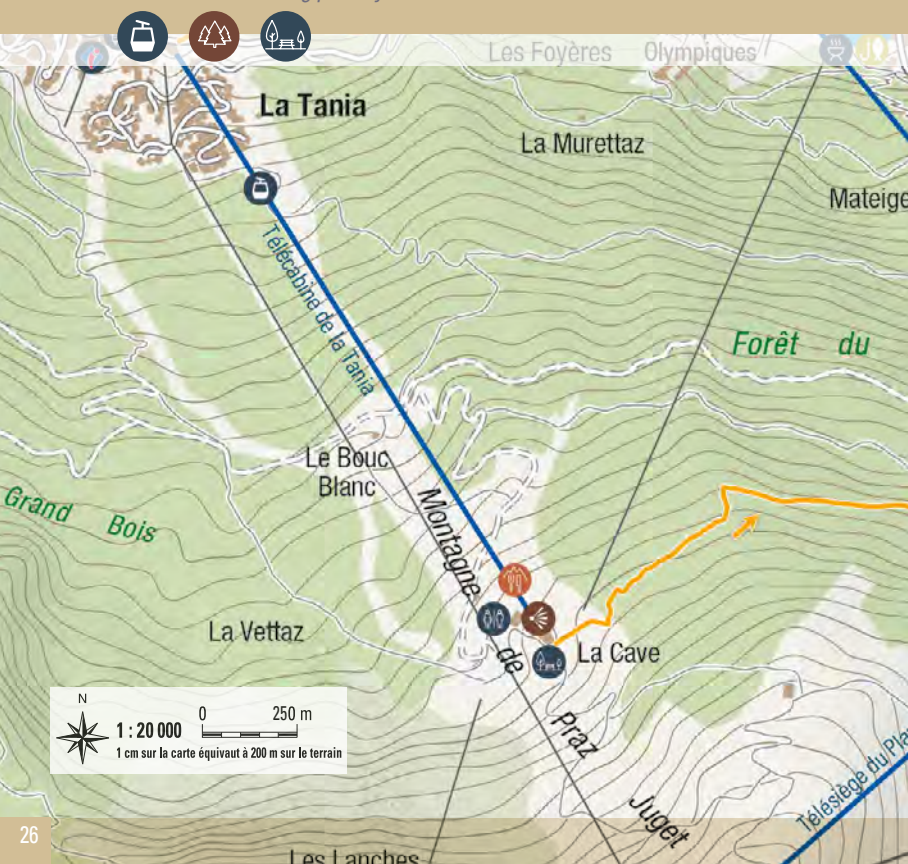 Les Foyères Olympiques
La Tania
La Murettaz
Mateige
Télécabine de la Tania
Forêt du
Le Bouc
Blanc
Grand Bois
Montagne de Praz Juget
La Vettaz
La Cave
N
1 : 20 000
0 250 m
1 cm sur la carte équivaut à 200 m sur le terrain
Télésiège du Pla
26
Les Lanches